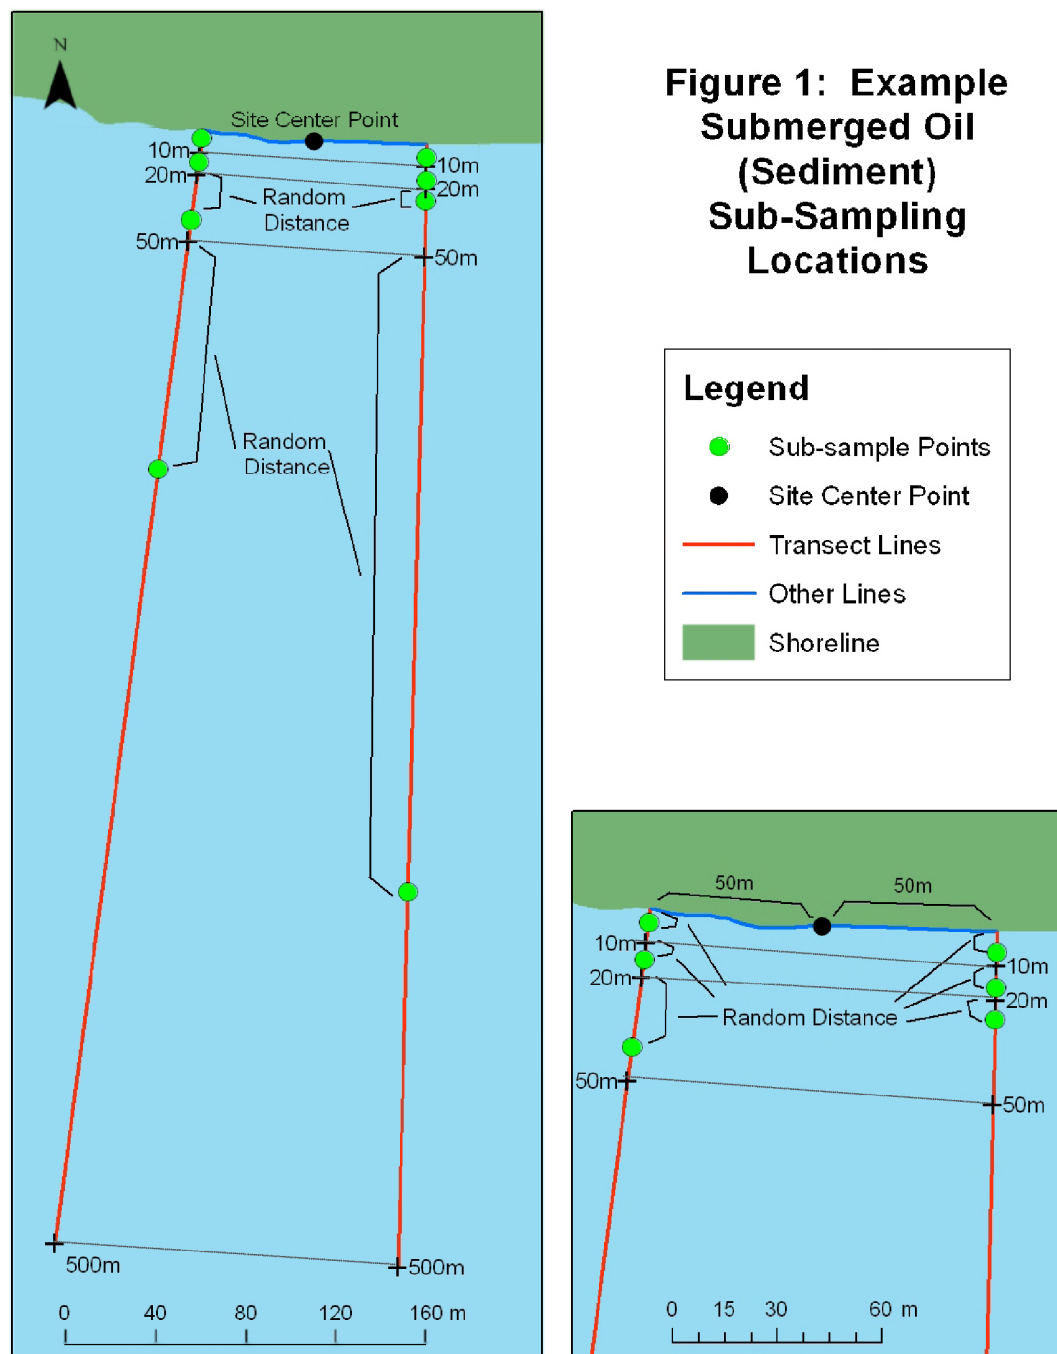 Figure 1: Example
Submerged Oil
(Sediment)
Sub-Sampling
Locations
N
Site Center Point
10m
10m
20m
20m
Random
Distance
50m
50m
Random
Distance
500m
500m
0 40 80 120 160 m
Legend
Sub-sample Points
Site Center Point
Transect Lines
Other Lines
Shoreline
50m 50m
10m
10m
20m
20m
Random Distance
50m
50m
0 15 30 60 m